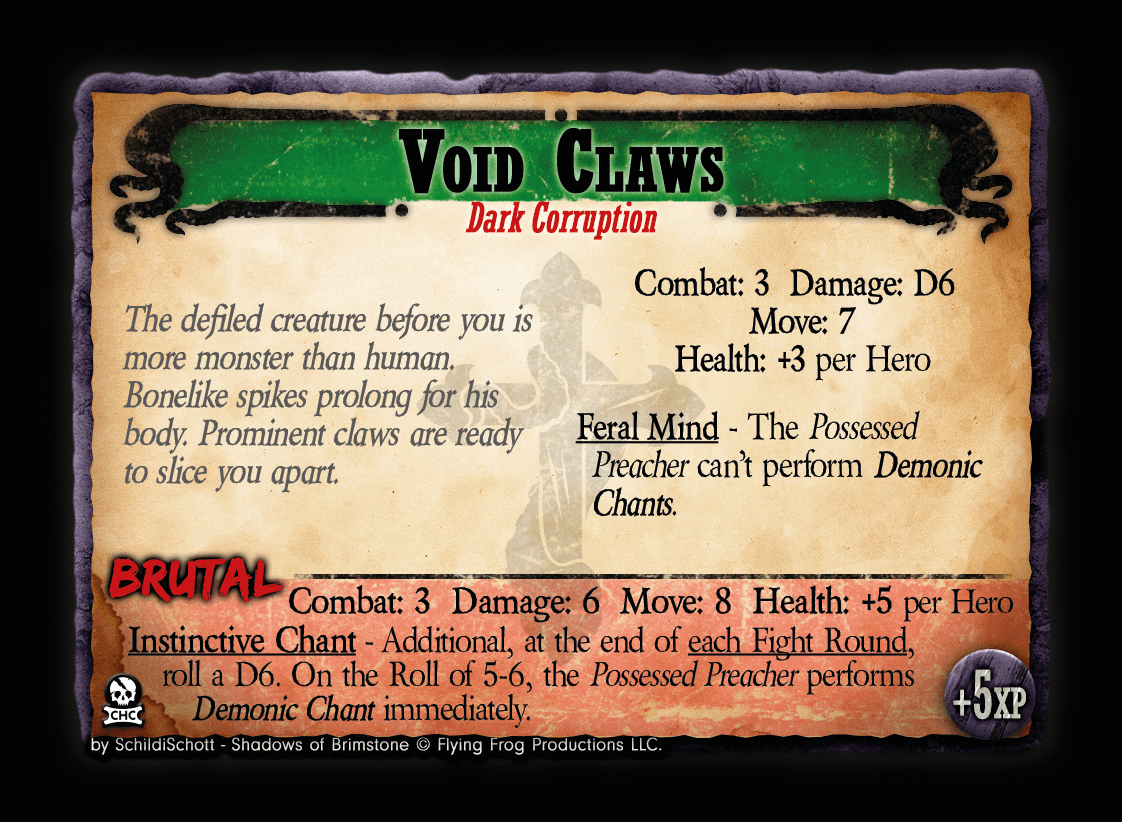 Void Claws
Dark Corruption
The defiled creature before you is
more monster than human.
Bonelike spikes prolong for his
body. Prominent claws are ready
to slice you apart.
Combat: 3 Damage: D6
Move: 7
Health: +3 per Hero
Feral Mind - The Possessed
Preacher can't perform Demonic
Chants.
BRUTAL
Combat: 3 Damage: 6 Move: 8 Health: +5 per Hero
Instinctive Chant - Additional, at the end of each Fight Round,
roll a D6. On the Roll of 5-6, the Possessed Preacher performs
Demonic Chant immediately.
CHC
+5XP
by SchildiSchott - Shadows of Brimstone © Flying Frog Productions LLC.